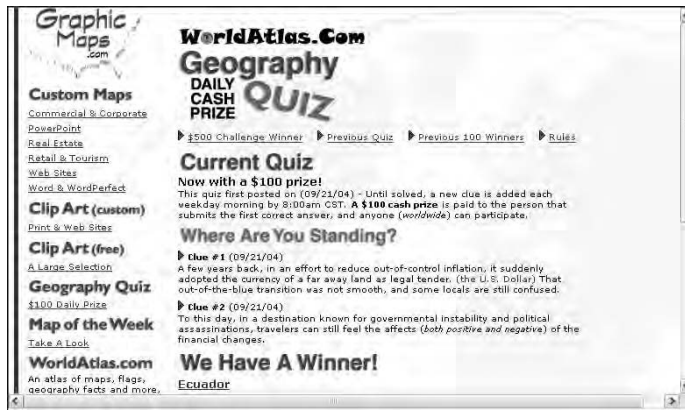 Graphic
Maps
.com
Custom Maps
Commercial & Corporate
PowerPoint
Real Estate
Retail & Tourism
Web Sites
Word & WordPerfect
Clip Art (custom)
Print & Web Sites
Clip Art (free)
A Large Selection
Geography Quiz
$100 Daily Prize
Map of the Week
Take A Look
WorldAtlas.com
An atlas of maps, flags,
geography facts and more,
WorldAtlas.Com
Geography
DAILY
CASH
PRIZE
QUIZ
$500 Challenge Winner Previous Quiz Previous 100 Winners Rules
Current Quiz
Now with a $100 prize!
This quiz first posted on (09/21/04) - Until solved, a new clue is added each
weekday morning by 8:00am CST. A $100 cash prize is paid to the person that
submits the first correct answer, and anyone (worldwide) can participate.
Where Are You Standing?
Clue #1 (09/21/04)
A few years back, in an effort to reduce out-of-control inflation, it suddenly
adopted the currency of a far away land as legal tender. (the U.S. Dollar) That
out-of-the-blue transition was not smooth, and some locals are still confused.
Clue #2 (09/21/04)
To this day, in a destination known for governmental instability and political
assassinations, travelers can still feel the affects (both positive and negative) of the
financial changes.
We Have A Winner!
Ecuador